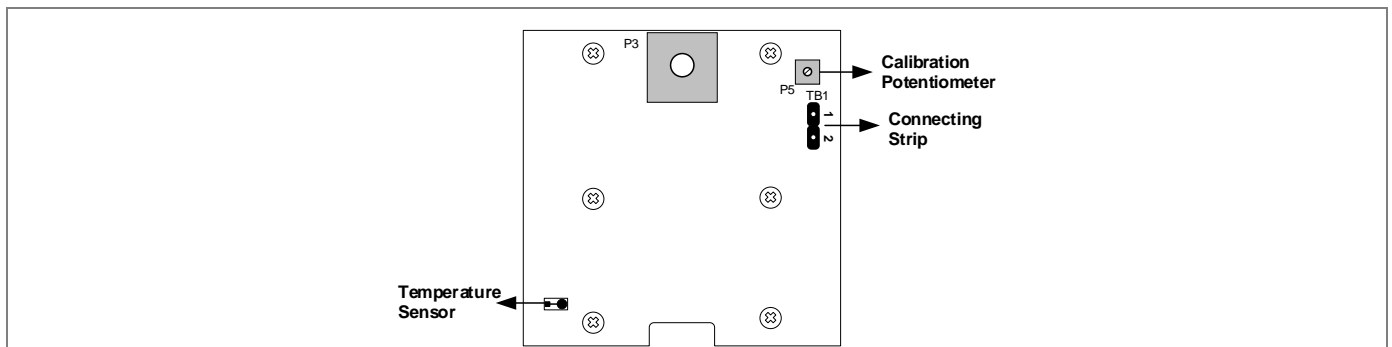 P3
Calibration
Potentiometer
P5
TB1
1
2
Connecting
Strip
Temperature
Sensor